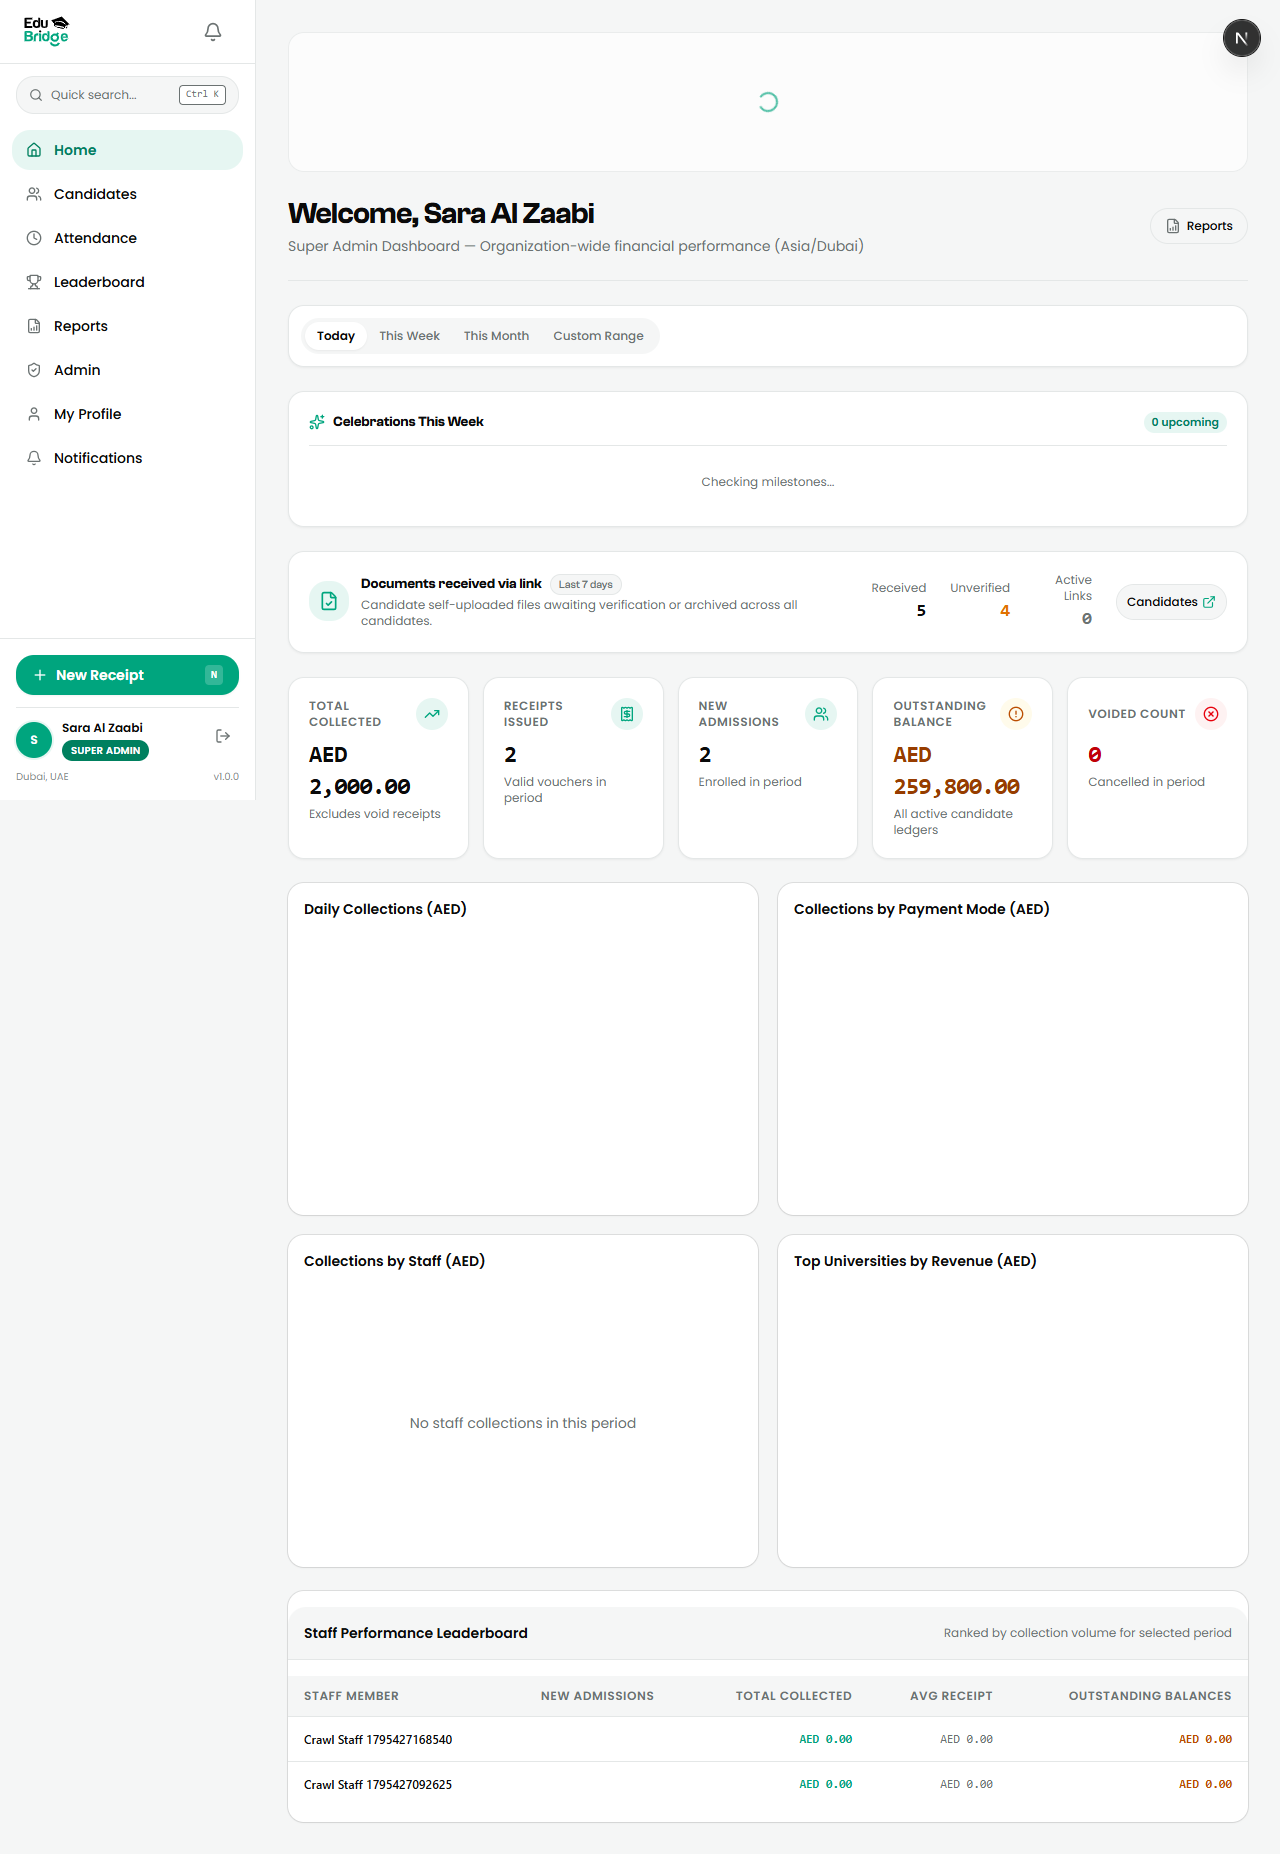 Edu
Bridge
Quick search...
Ctrl K
Home
Candidates
Attendance
Leaderboard
Reports
Admin
My Profile
Notifications
New Receipt
N
S
Sara Al Zaabi
SUPER ADMIN
Dubai, UAE
v1.0.0
N
Welcome, Sara Al Zaabi
Super Admin Dashboard — Organization-wide financial performance (Asia/Dubai)
Reports
Today
This Week
This Month
Custom Range
Celebrations This Week
0 upcoming
Checking milestones...
Documents received via link
Last 7 days
Candidate self-uploaded files awaiting verification or archived across all
candidates.
Received
5
Unverified
4
Active
Links
0
Candidates
TOTAL
COLLECTED
AED
2,000.00
Excludes void receipts
RECEIPTS
ISSUED
2
Valid vouchers in
period
NEW
ADMISSIONS
2
Enrolled in period
OUTSTANDING
BALANCE
AED
259,800.00
All active candidate
ledgers
VOIDED COUNT
0
Cancelled in period
Daily Collections (AED)
Collections by Payment Mode (AED)
Collections by Staff (AED)
No staff collections in this period
Top Universities by Revenue (AED)
Staff Performance Leaderboard
Ranked by collection volume for selected period
STAFF MEMBER NEW ADMISSIONS TOTAL COLLECTED AVG RECEIPT OUTSTANDING BALANCES
Crawl Staff 1795427168540 AED 0.00 AED 0.00 AED 0.00
Crawl Staff 1795427092625 AED 0.00 AED 0.00 AED 0.00